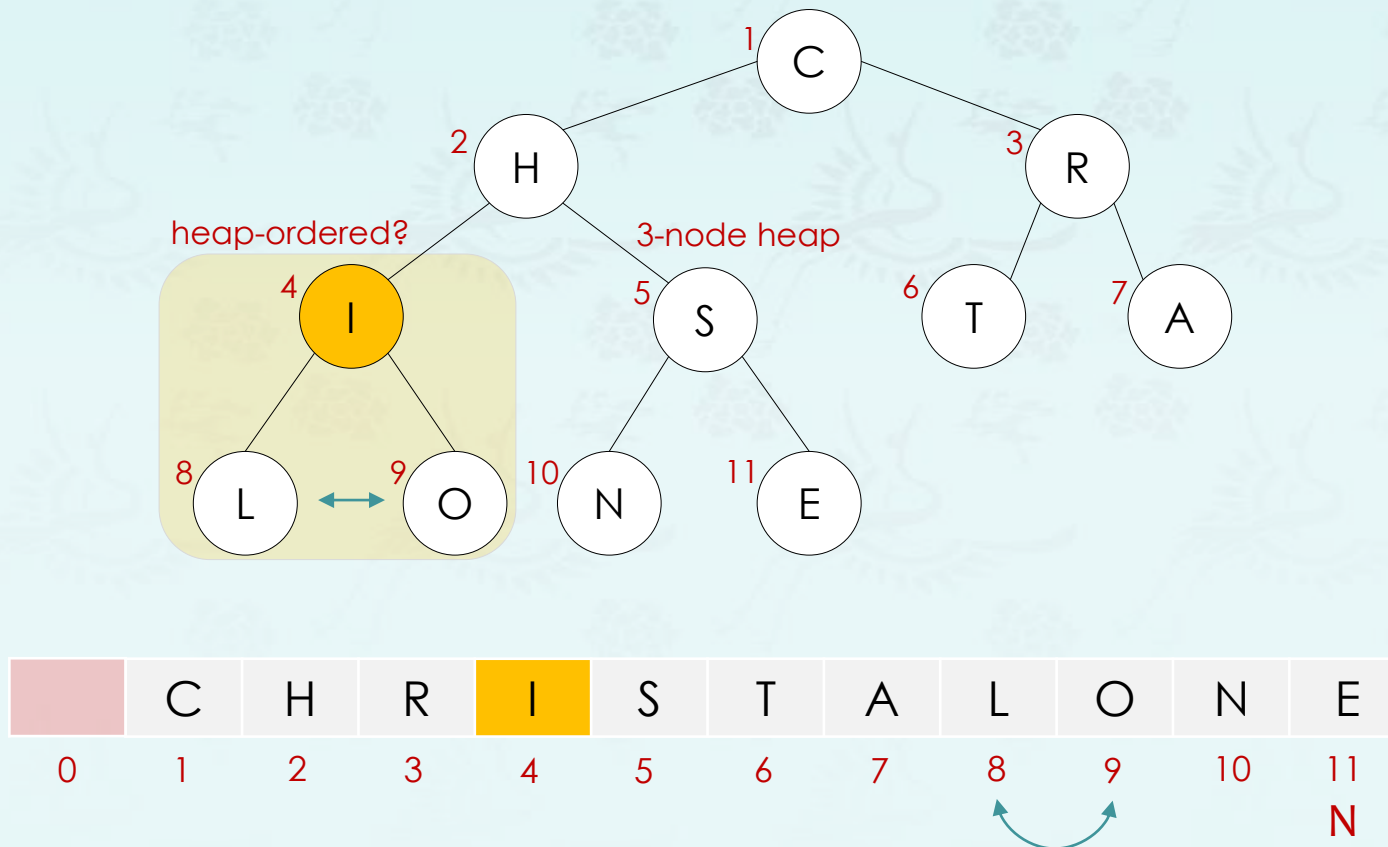 1 C
2 H
3 R
heap-ordered?
3-node heap
4 I
5 S
6 T
7 A
8 L
9 O
10 N
11 E
C H R I S T A L O N E
0 1 2 3 4 5 6 7 8 9 10 11
N